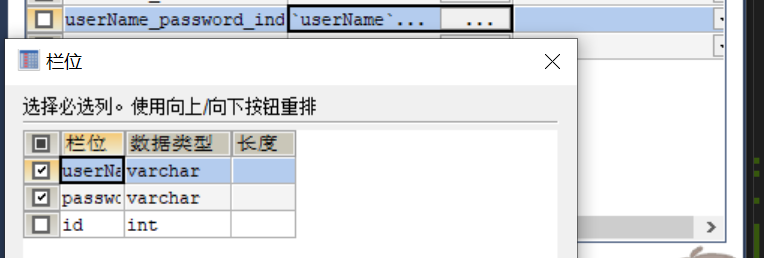 userName_password_ind `userName`... ...
栏位
选择必选列。使用向上/向下按钮重排
栏位 数据类型 长度
userNa varchar
passwo varchar
id int